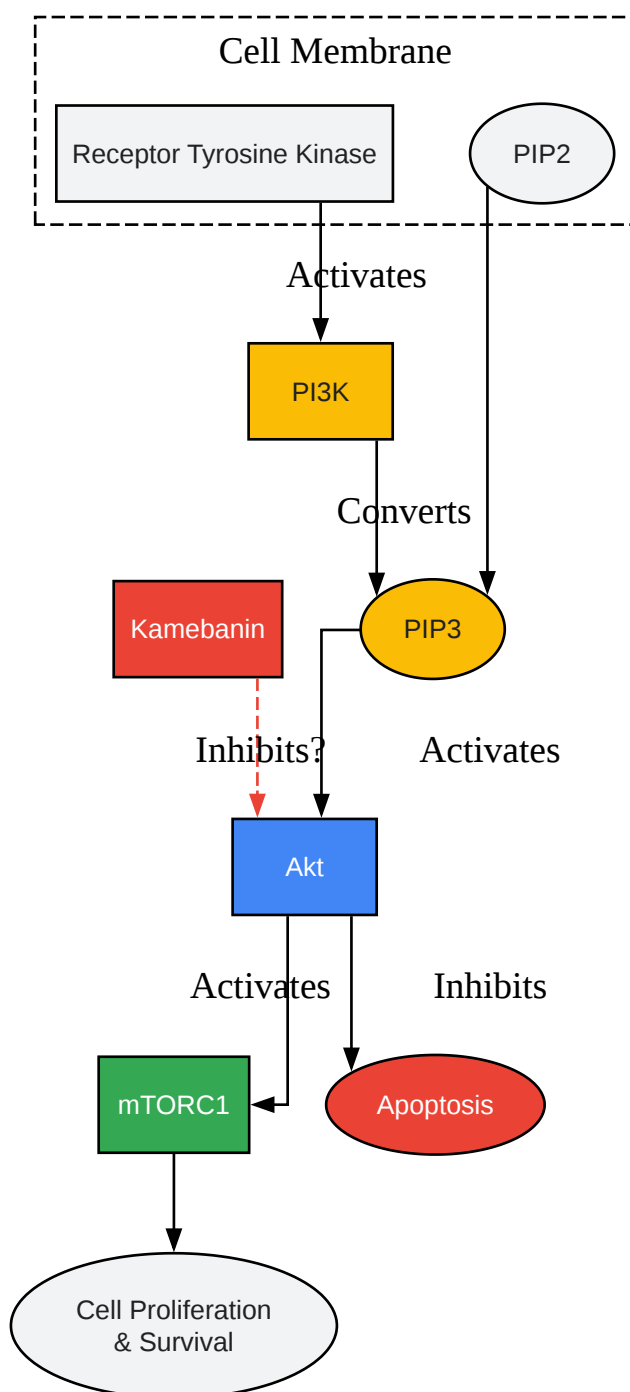 Cell Membrane
Receptor Tyrosine Kinase
PIP2
Activates
PI3K
Converts
Kamebanin
PIP3
Inhibits?
Activates
Akt
Activates
Inhibits
mTORC1
Apoptosis
Cell Proliferation
& Survival